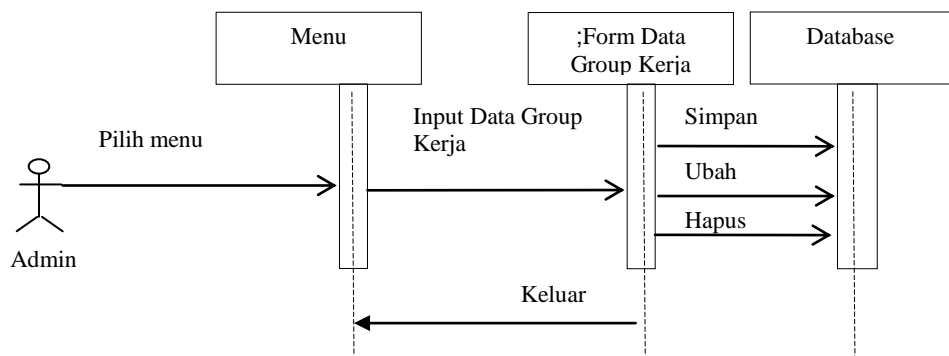 Menu
;Form Data
Group Kerja
Database
Pilih menu
Input Data Group
Kerja
Simpan
Ubah
Hapus
Admin
Keluar